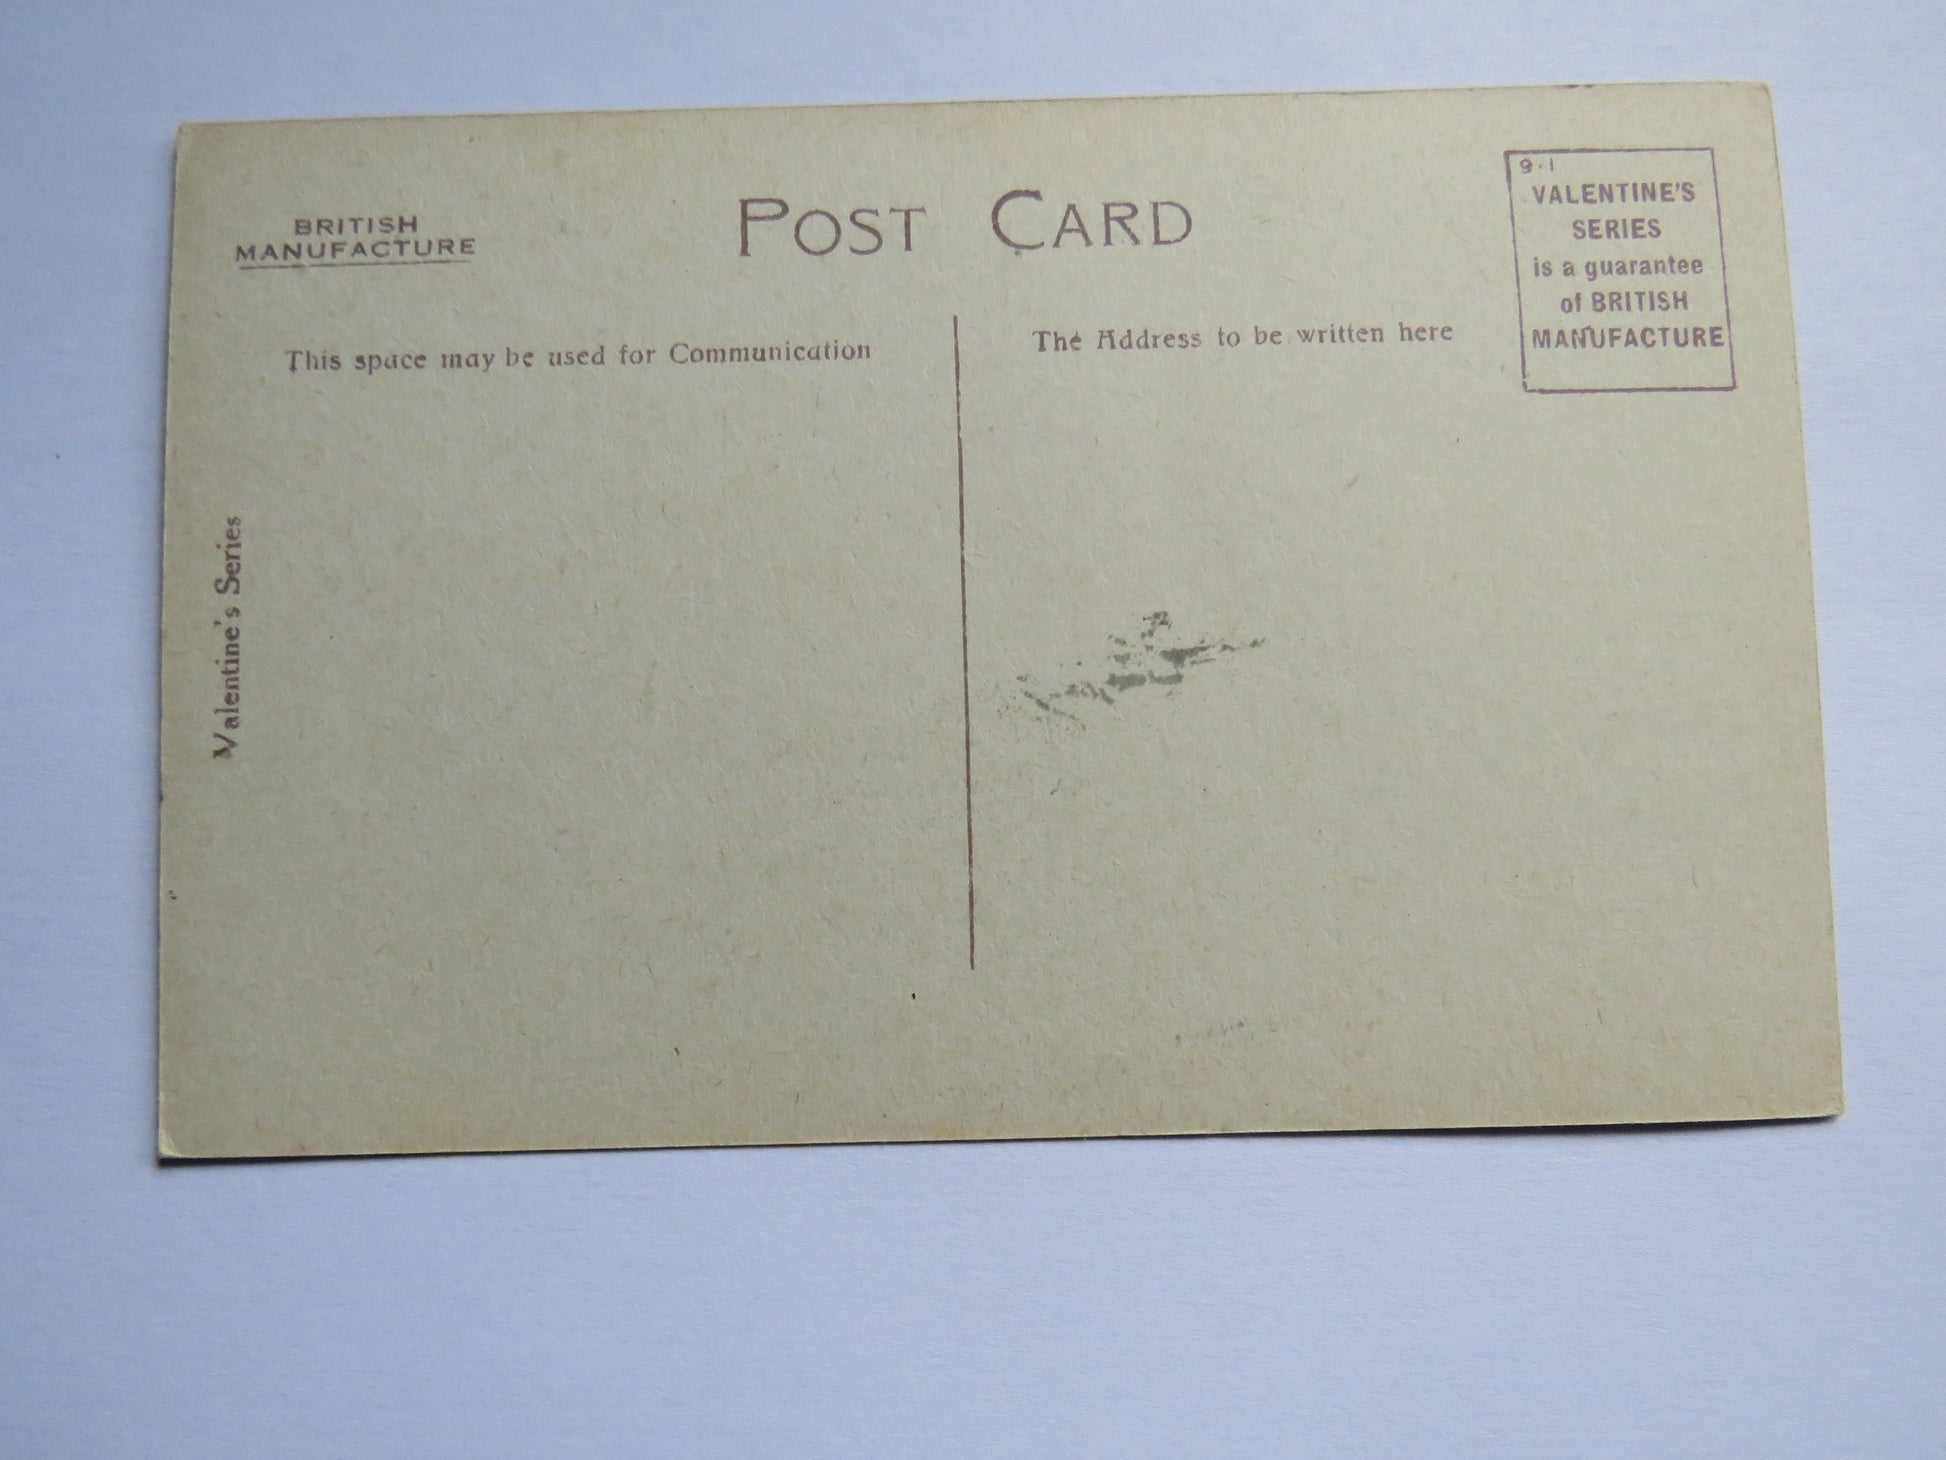 BRITISH
MANUFACTURE
POST CARD
9·1
VALENTINE'S
SERIES
is a guarantee
of BRITISH
MANUFACTURE
This space may be used for Communication
The Address to be written here
Valentine's Series